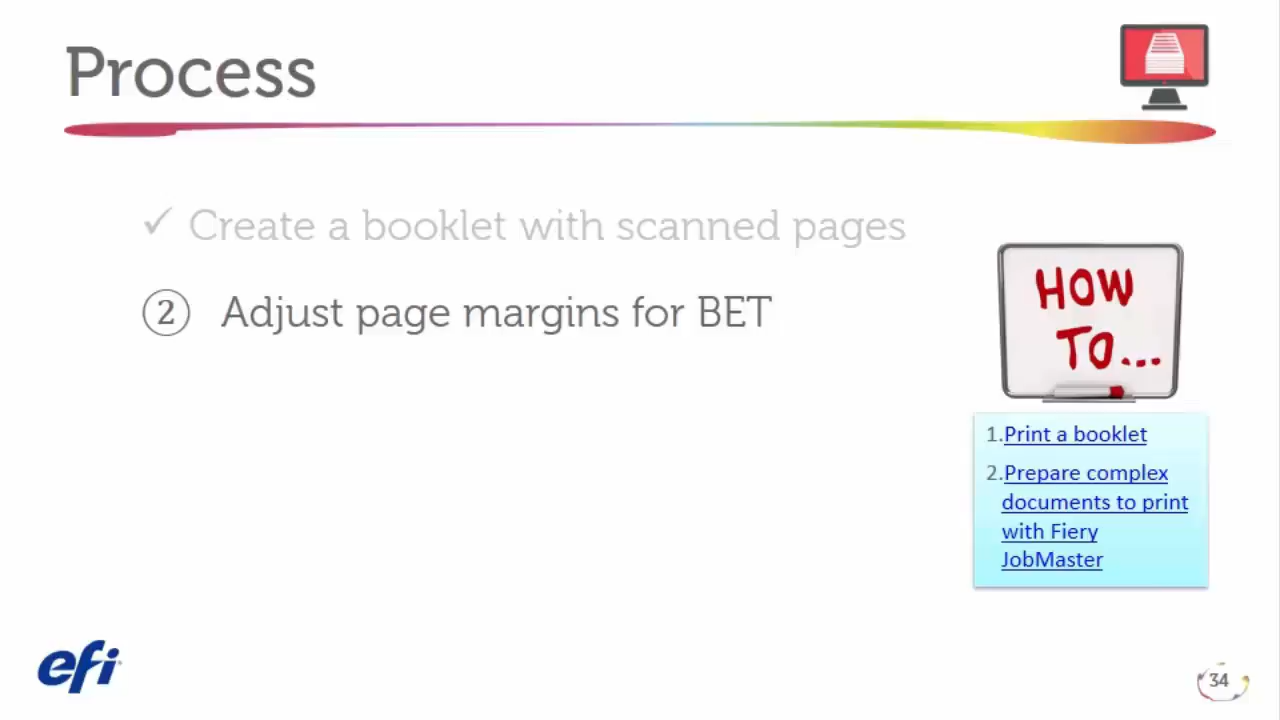 Process
✓ Create a booklet with scanned pages
② Adjust page margins for BET
HOW
TO...
1.Print a booklet
2.Prepare complex
documents to print
with Fiery
JobMaster
efi
34